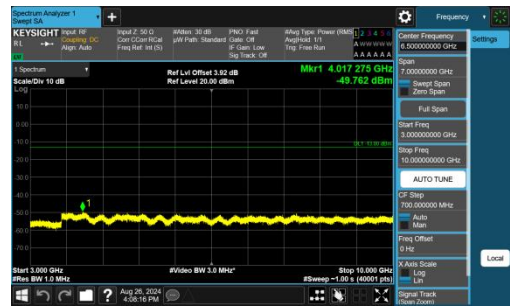 Spectrum Analyzer 1
Swept SA
Frequency
KEYSIGHT
Input: RF
Coupling: DC
Align: Auto
Input Z: 50 Ω
Corr CCorr RCal
Freq Ref: Int (S)
#Atten: 30 dB
µW Path: Standard
PNO: Fast
Gate: Off
IF Gain: Low
Sig Track: Off
#Avg Type: Power (RMS)
Avg|Hold: 1/1
Trig: Free Run
1 2 3 4 5 6
A W W W W W
A A A A A A
1 Spectrum
Scale/Div 10 dB
Log
Ref Lvl Offset 3.92 dB
Ref Level 20.00 dBm
Mkr1 4.017 275 GHz
-49.762 dBm
10.0
-10.0
-20.0
-30.0
-40.0
-50.0
-60.0
-70.0
1
Start 3.000 GHz
#Res BW 1.0 MHz
#Video BW 3.0 MHz*
Stop 10.000 GHz
#Sweep ~1.00 s (40001 pts)
Aug 26, 2024
4:08:16 PM
Center Frequency
6.500000000 GHz
Span
7.00000000 GHz
Swept Span
Zero Span
Full Span
Start Freq
3.000000000 GHz
Stop Freq
10.000000000 GHz
AUTO TUNE
CF Step
700.000000 MHz
Auto
Man
Freq Offset
0 Hz
X Axis Scale
Log
Lin
Signal Track
(Span Zoom)
Settings
Local